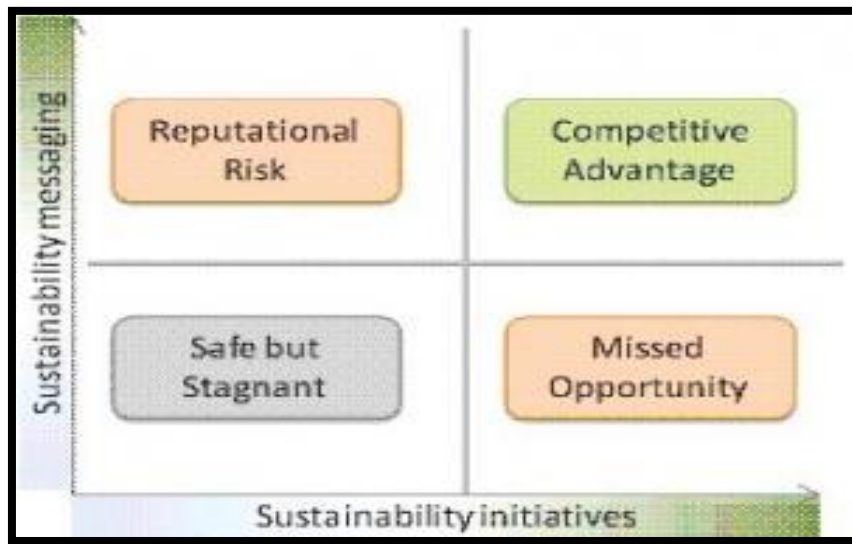 Sustainability messaging
Reputational
Risk
Competitive
Advantage
Safe but
Stagnant
Missed
Opportunity
Sustainability initiatives